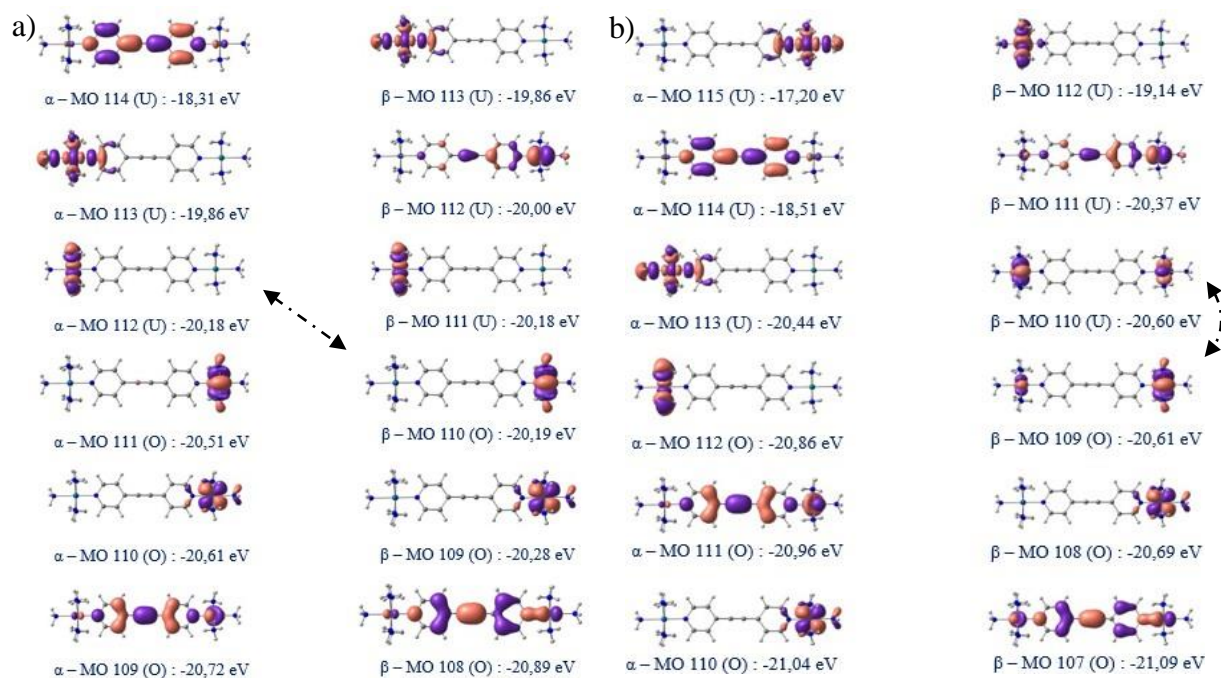 a)
α – MO 114 (U) : -18,31 eV
β – MO 113 (U) : -19,86 eV
α – MO 113 (U) : -19,86 eV
β – MO 112 (U) : -20,00 eV
α – MO 112 (U) : -20,18 eV
β – MO 111 (U) : -20,18 eV
α – MO 111 (O) : -20,51 eV
β – MO 110 (O) : -20,19 eV
α – MO 110 (O) : -20,61 eV
β – MO 109 (O) : -20,28 eV
α – MO 109 (O) : -20,72 eV
β – MO 108 (O) : -20,89 eV
b)
α – MO 115 (U) : -17,20 eV
β – MO 112 (U) : -19,14 eV
α – MO 114 (U) : -18,51 eV
β – MO 111 (U) : -20,37 eV
α – MO 113 (U) : -20,44 eV
β – MO 110 (U) : -20,60 eV
α – MO 112 (O) : -20,86 eV
β – MO 109 (O) : -20,61 eV
α – MO 111 (O) : -20,96 eV
β – MO 108 (O) : -20,69 eV
α – MO 110 (O) : -21,04 eV
β – MO 107 (O) : -21,09 eV